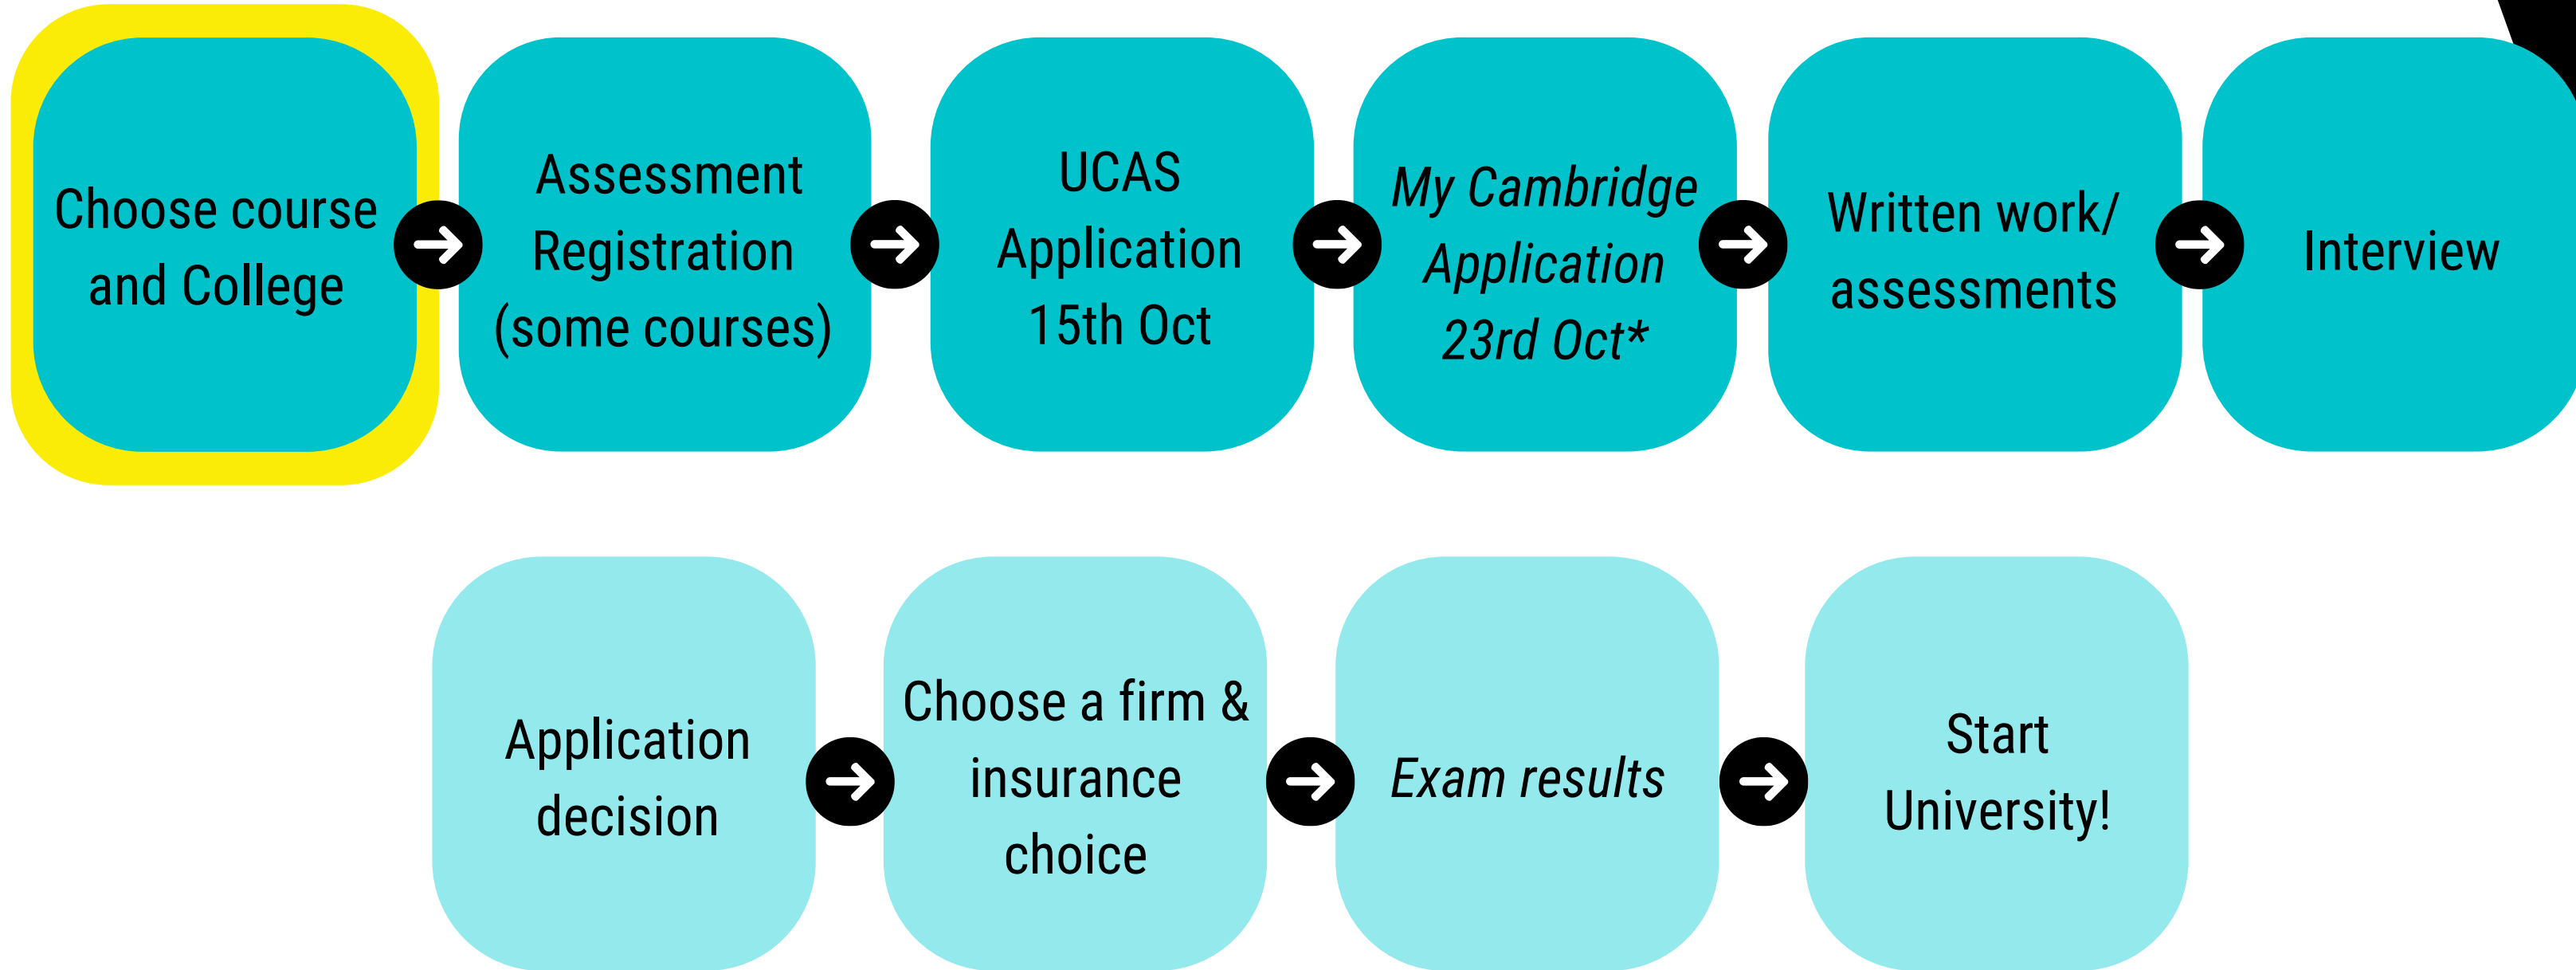 Choose course
and College
Assessment
Registration
(some courses)
UCAS
Application
15th Oct
My Cambridge
Application
23rd Oct*
Written work/
assessments
Interview
Application
decision
Choose a firm &
insurance
choice
Exam results
Start
University!